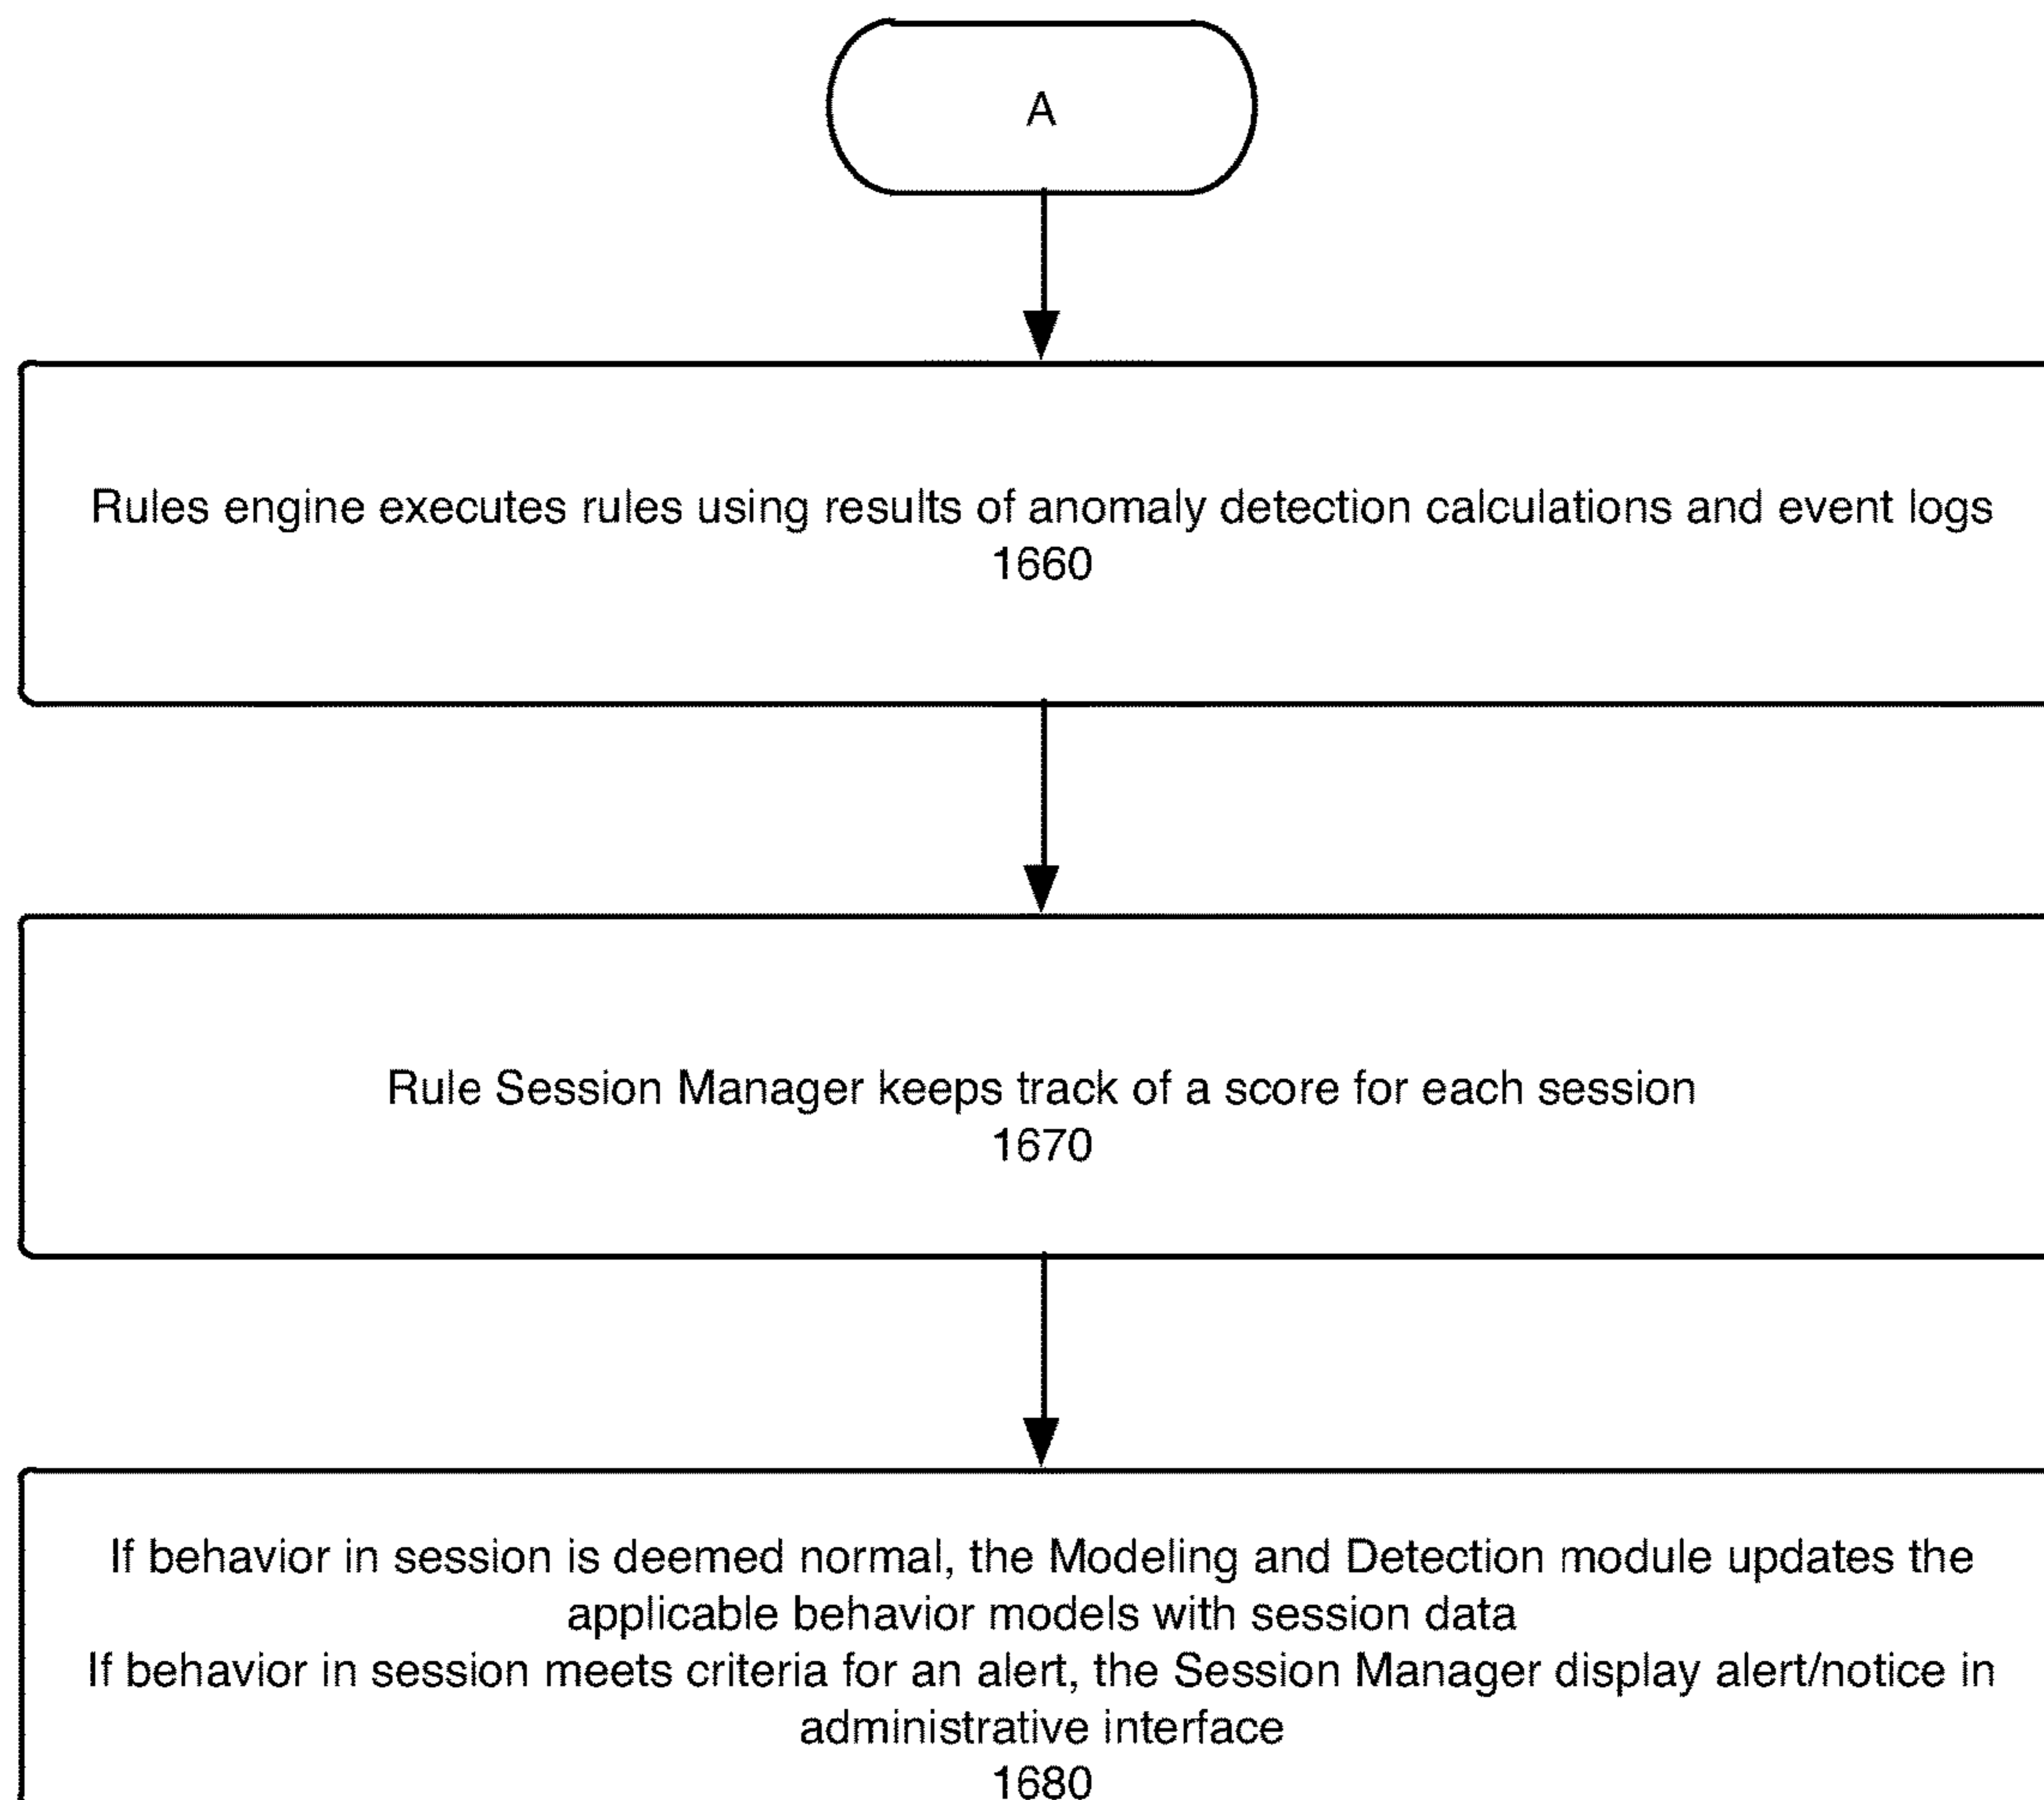 A
Rules engine executes rules using results of anomaly detection calculations and event logs
1660
Rule Session Manager keeps track of a score for each session
1670
If behavior in session is deemed normal, the Modeling and Detection module updates the
applicable behavior models with session data
If behavior in session meets criteria for an alert, the Session Manager display alert/notice in
administrative interface
1680